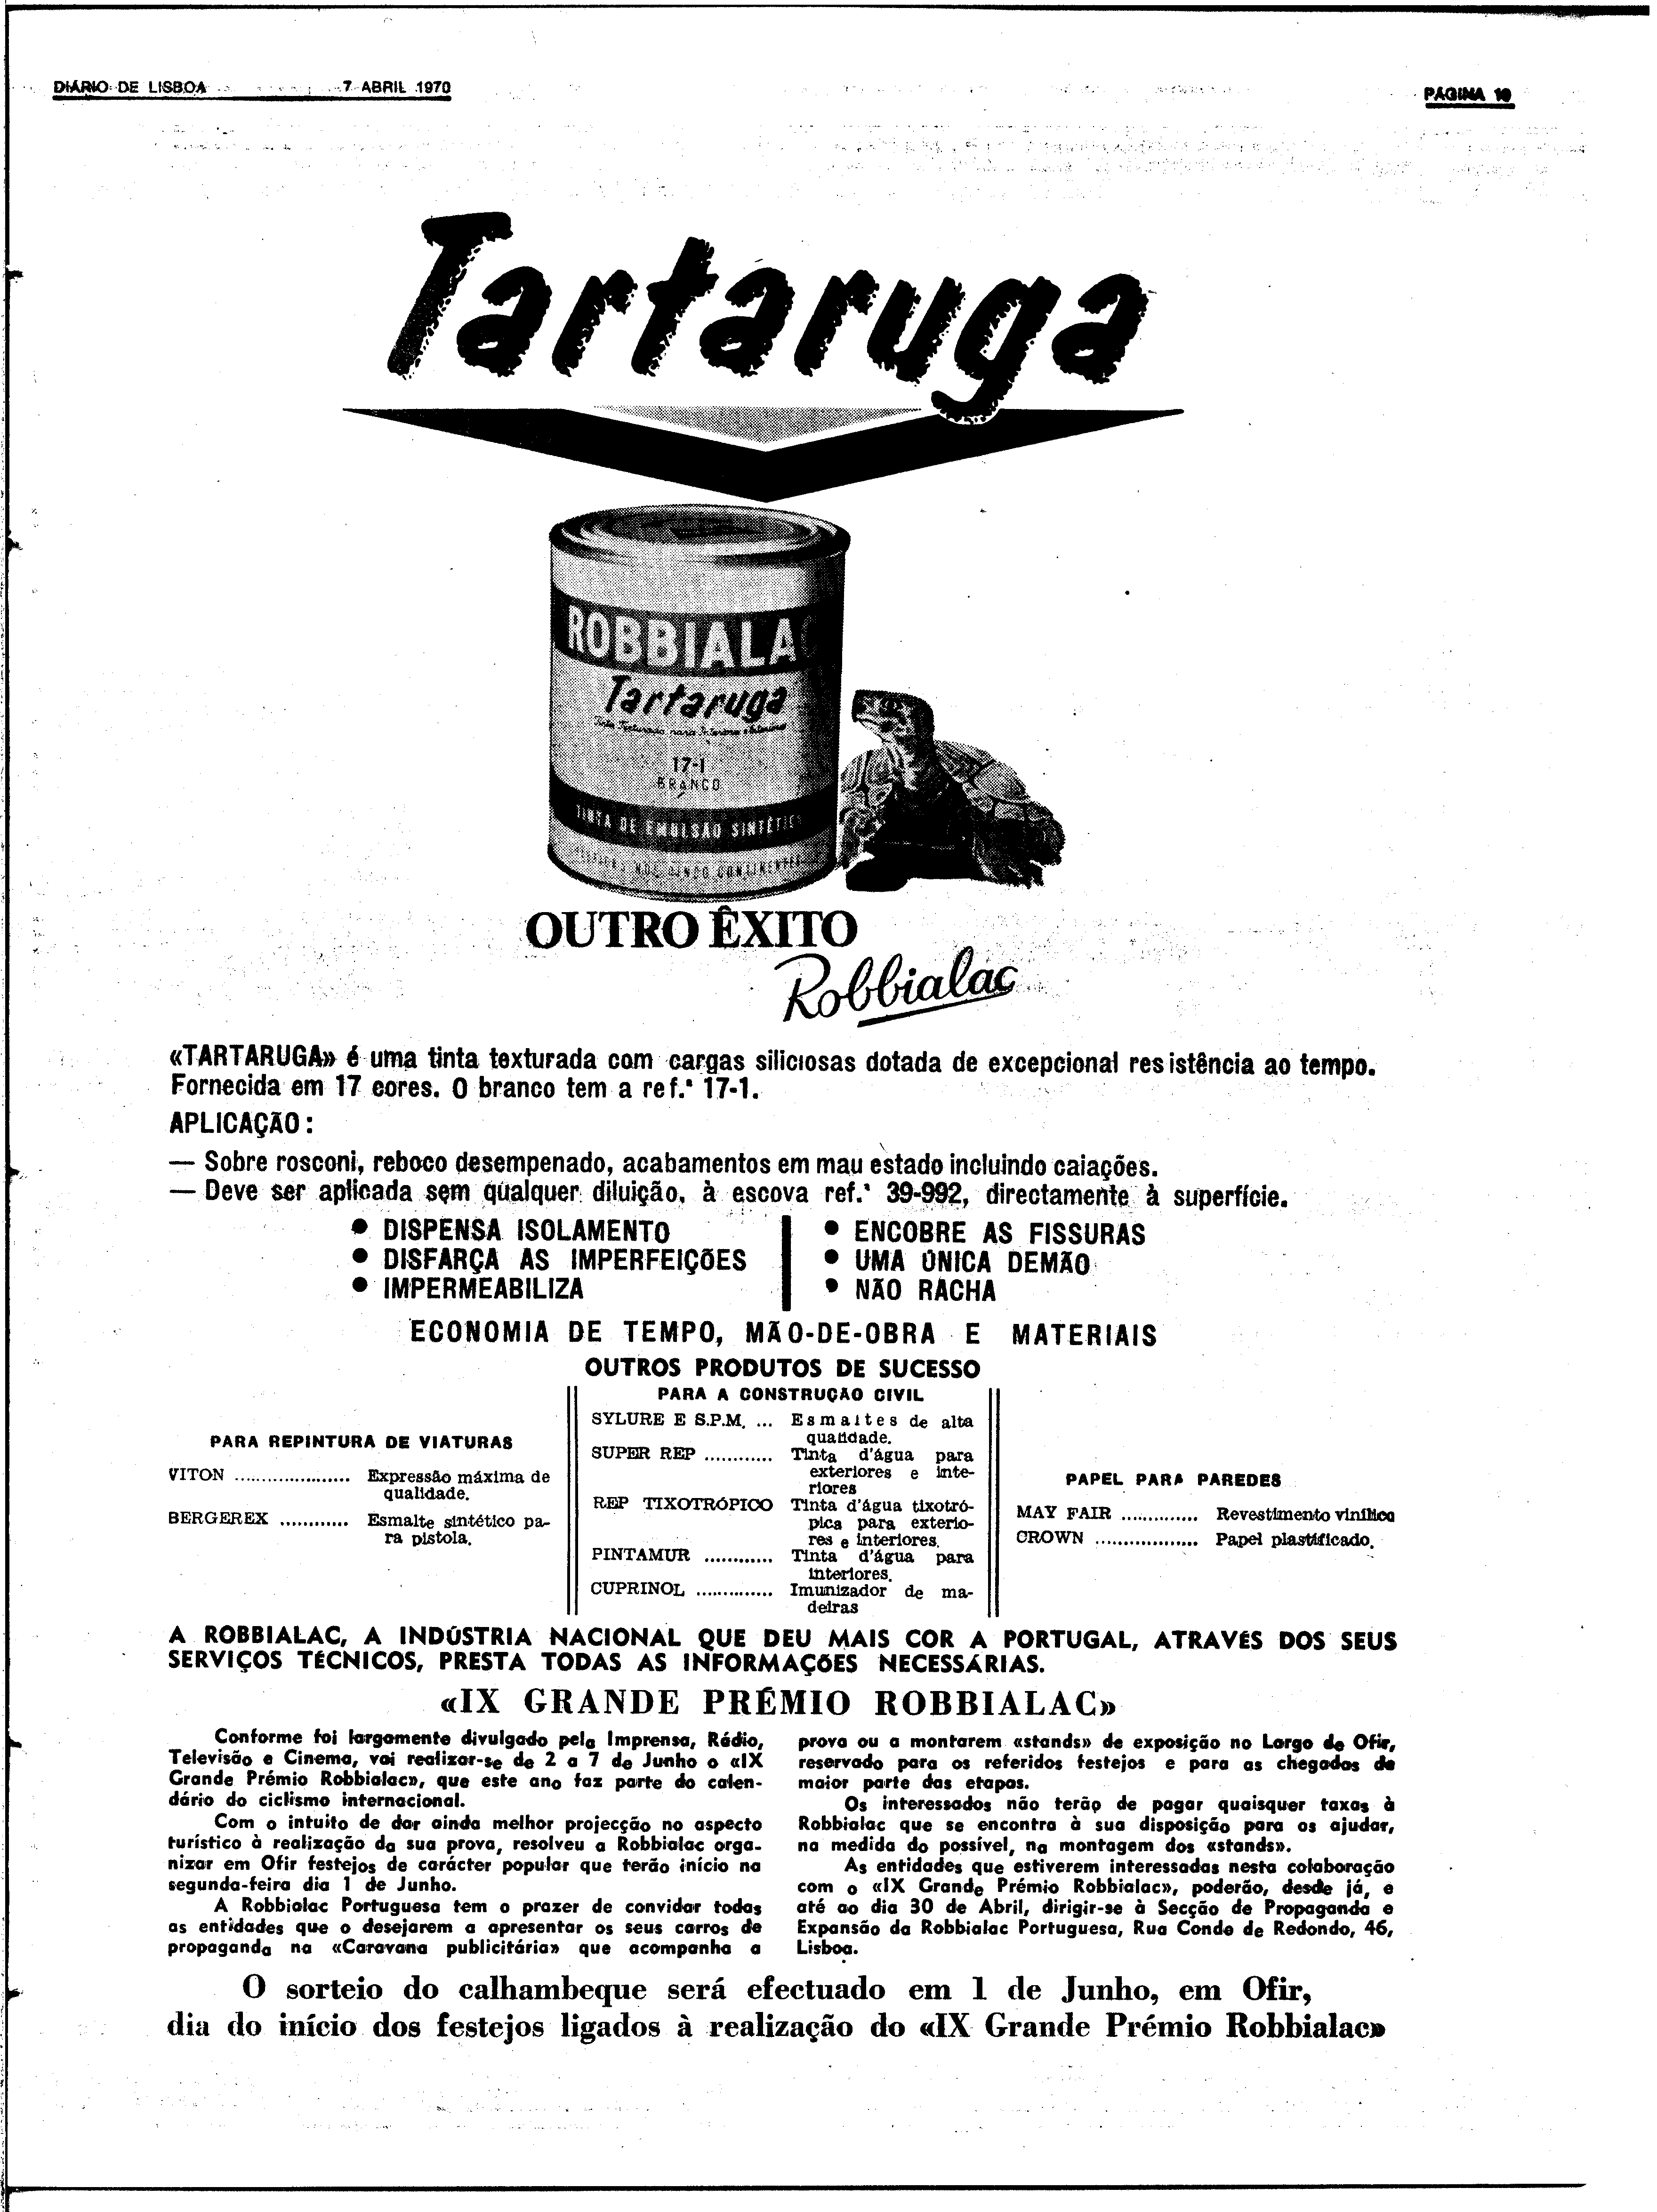 DIÁRIO DE LISBOA 7 ABRIL 1970
PÁGINA 10
Tartaruga
ROBBIALAC
Tartaruga
Tinta Texturada para Interiores e Exteriores
17-1
BRANCO
TINTA DE EMULSÃO SINTÉTICA
NOS CINCO CONTINENTES
OUTRO ÊXITO
Robbialac
«TARTARUGA» é uma tinta texturada com cargas siliciosas dotada de excepcional resistência ao tempo.
Fornecida em 17 cores. O branco tem a ref.ª 17-1.
APLICAÇÃO:
— Sobre rosconi, reboco desempenado, acabamentos em mau estado incluindo caiações.
— Deve ser aplicada sem qualquer diluição, à escova ref.ª 39-992, directamente à superfície.
● DISPENSA ISOLAMENTO
● DISFARÇA AS IMPERFEIÇÕES
● IMPERMEABILIZA
● ENCOBRE AS FISSURAS
● UMA ÚNICA DEMÃO
● NÃO RACHA
ECONOMIA DE TEMPO, MÃO-DE-OBRA E MATERIAIS
OUTROS PRODUTOS DE SUCESSO
PARA REPINTURA DE VIATURAS
VITON ...................... Expressão máxima de
qualidade.
BERGEREX ............. Esmalte sintético pa-
ra pistola.
PARA A CONSTRUÇÃO CIVIL
SYLURE E S.P.M. ... Esmaltes de alta
qualidade.
SUPER REP ............ Tinta d'água para
exteriores e inte-
riores
REP TIXOTRÓPICO Tinta d'água tixotró-
pica para exterio-
res e interiores.
PINTAMUR ............ Tinta d'água para
interiores.
CUPRINOL .............. Imunizador de ma-
deiras
PAPEL PARA PAREDES
MAY FAIR .............. Revestimento vinílico
CROWN .................. Papel plastificado.
A ROBBIALAC, A INDÚSTRIA NACIONAL QUE DEU MAIS COR A PORTUGAL, ATRAVÉS DOS SEUS
SERVIÇOS TÉCNICOS, PRESTA TODAS AS INFORMAÇÕES NECESSÁRIAS.
«IX GRANDE PRÉMIO ROBBIALAC»
Conforme foi largamente divulgado pela Imprensa, Rádio,
Televisão e Cinema, vai realizar-se de 2 a 7 de Junho o «IX
Grande Prémio Robbialac», que este ano faz parte do calen-
dário do ciclismo internacional.
Com o intuito de dar ainda melhor projecção no aspecto
turístico à realização da sua prova, resolveu a Robbialac orga-
nizar em Ofir festejos de carácter popular que terão início na
segunda-feira dia 1 de Junho.
A Robbialac Portuguesa tem o prazer de convidar todas
as entidades que o desejarem a apresentar os seus carros de
propaganda na «Caravana publicitária» que acompanha a
prova ou a montarem «stands» de exposição no Largo de Ofir,
reservado para os referidos festejos e para as chegadas de
maior parte das etapas.
Os interessados não terão de pagar quaisquer taxas à
Robbialac que se encontra à sua disposição para os ajudar,
na medida do possível, na montagem dos «stands».
As entidades que estiverem interessadas nesta colaboração
com o «IX Grande Prémio Robbialac», poderão, desde já, e
até ao dia 30 de Abril, dirigir-se à Secção de Propaganda e
Expansão da Robbialac Portuguesa, Rua Conde de Redondo, 46,
Lisboa.
O sorteio do calhambeque será efectuado em 1 de Junho, em Ofir,
dia do início dos festejos ligados à realização do «IX Grande Prémio Robbialac»